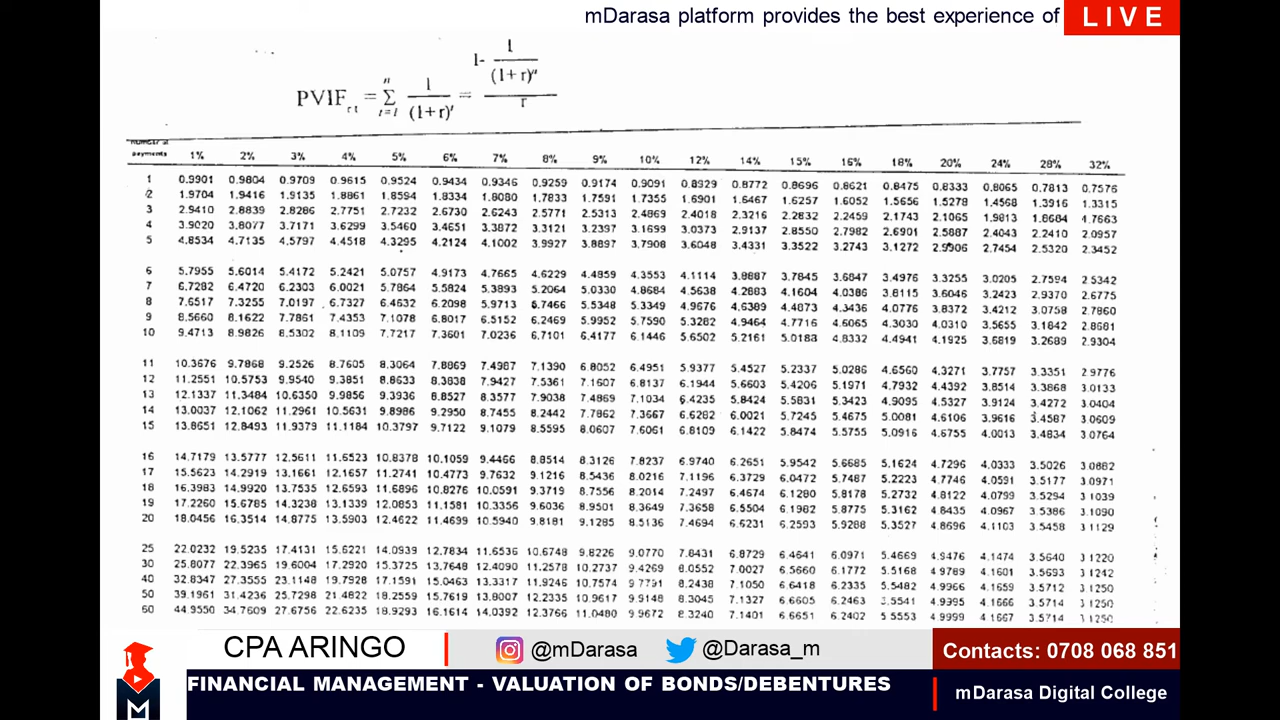 mDarasa platform provides the best experience of
LIVE
PVIF r t = n Σ t=1 1 (1+r)^t = 1- 1 (1+r)^n r
payments 1% 2% 3% 4% 5% 6% 7% 8% 9% 10% 12% 14% 15% 16% 18% 20% 24% 28% 32%
1 0.9901 0.9804 0.9709 0.9615 0.9524 0.9434 0.9346 0.9259 0.9174 0.9091 0.8929 0.8772 0.8696 0.8621 0.8475 0.8333 0.8065 0.7813 0.7576
2 1.9704 1.9416 1.9135 1.8861 1.8594 1.8334 1.8080 1.7833 1.7591 1.7355 1.6901 1.6467 1.6257 1.6052 1.5656 1.5278 1.4568 1.3916 1.3315
3 2.9410 2.8839 2.8286 2.7751 2.7232 2.6730 2.6243 2.5771 2.5313 2.4869 2.4018 2.3216 2.2832 2.2459 2.1743 2.1065 1.9813 1.8684 4.7663
4 3.9020 3.8077 3.7171 3.6299 3.5460 3.4651 3.3872 3.3121 3.2397 3.1699 3.0373 2.9137 2.8550 2.7982 2.6901 2.5887 2.4043 2.2410 2.0957
5 4.8534 4.7135 4.5797 4.4518 4.3295 4.2124 4.1002 3.9927 3.8897 3.7908 3.6048 3.4331 3.3522 3.2743 3.1272 2.9906 2.7454 2.5320 2.3452
6 5.7955 5.6014 5.4172 5.2421 5.0757 4.9173 4.7665 4.6229 4.4859 4.3553 4.1114 3.8887 3.7845 3.6847 3.4976 3.3255 3.0205 2.7594 2.5342
7 6.7282 6.4720 6.2303 6.0021 5.7864 5.5824 5.3893 5.2064 5.0330 4.8684 4.5638 4.2883 4.1604 4.0386 3.8115 3.6046 3.2423 2.9370 2.6775
8 7.6517 7.3255 7.0197 6.7327 6.4632 6.2098 5.9713 5.7466 5.5348 5.3349 4.9676 4.6389 4.4873 4.3436 4.0776 3.8372 3.4212 3.0758 2.7860
9 8.5660 8.1622 7.7861 7.4353 7.1078 6.8017 6.5152 6.2469 5.9952 5.7590 5.3282 4.9464 4.7716 4.6065 4.3030 4.0310 3.5655 3.1842 2.8681
10 9.4713 8.9826 8.5302 8.1109 7.7217 7.3601 7.0236 6.7101 6.4177 6.1446 5.6502 5.2161 5.0188 4.8332 4.4941 4.1925 3.6819 3.2689 2.9304
11 10.3676 9.7868 9.2526 8.7605 8.3064 7.8869 7.4987 7.1390 6.8052 6.4951 5.9377 5.4527 5.2337 5.0286 4.6560 4.3271 3.7757 3.3351 2.9776
12 11.2551 10.5753 9.9540 9.3851 8.8633 8.3838 7.9427 7.5361 7.1607 6.8137 6.1944 5.6603 5.4206 5.1971 4.7932 4.4392 3.8514 3.3868 3.0133
13 12.1337 11.3484 10.6350 9.9856 9.3936 8.8527 8.3577 7.9038 7.4869 7.1034 6.4235 5.8424 5.5831 5.3423 4.9095 4.5327 3.9124 3.4272 3.0404
14 13.0037 12.1062 11.2961 10.5631 9.8986 9.2950 8.7455 8.2442 7.7862 7.3667 6.6282 6.0021 5.7245 5.4675 5.0081 4.6106 3.9616 3.4587 3.0609
15 13.8651 12.8493 11.9379 11.1184 10.3797 9.7122 9.1079 8.5595 8.0607 7.6061 6.8109 6.1422 5.8474 5.5755 5.0916 4.6755 4.0013 3.4834 3.0764
16 14.7179 13.5777 12.5611 11.6523 10.8378 10.1059 9.4466 8.8514 8.3126 7.8237 6.9740 6.2651 5.9542 5.6685 5.1624 4.7296 4.0333 3.5026 3.0882
17 15.5623 14.2919 13.1661 12.1657 11.2741 10.4773 9.7632 9.1216 8.5436 8.0216 7.1196 6.3729 6.0472 5.7487 5.2223 4.7746 4.0591 3.5177 3.0971
18 16.3983 14.9920 13.7535 12.6593 11.6896 10.8276 10.0591 9.3719 8.7556 8.2014 7.2497 6.4674 6.1280 5.8178 5.2732 4.8122 4.0799 3.5294 3.1039
19 17.2260 15.6785 14.3238 13.1339 12.0853 11.1581 10.3356 9.6036 8.9501 8.3649 7.3658 6.5504 6.1982 5.8775 5.3162 4.8435 4.0967 3.5386 3.1090
20 18.0456 16.3514 14.8775 13.5903 12.4622 11.4699 10.5940 9.8181 9.1285 8.5136 7.4694 6.6231 6.2593 5.9288 5.3527 4.8696 4.1103 3.5458 3.1129
25 22.0232 19.5235 17.4131 15.6221 14.0939 12.7834 11.6536 10.6748 9.8226 9.0770 7.8431 6.8729 6.4641 6.0971 5.4669 4.9476 4.1474 3.5640 3.1220
30 25.8077 22.3965 19.6004 17.2920 15.3725 13.7648 12.4090 11.2578 10.2737 9.4269 8.0552 7.0027 6.5660 6.1772 5.5168 4.9789 4.1601 3.5693 3.1242
40 32.8347 27.3555 23.1148 19.7928 17.1591 15.0463 13.3317 11.9246 10.7574 9.7791 8.2438 7.1050 6.6418 6.2335 5.5482 4.9966 4.1659 3.5712 3.1250
50 39.1961 31.4236 25.7298 21.4822 18.2559 15.7619 13.8007 12.2335 10.9617 9.9148 8.3045 7.1327 6.6605 6.2463 5.5541 4.9995 4.1666 3.5714 3.1250
60 44.9550 34.7609 27.6756 22.6235 18.9293 16.1614 14.0392 12.3766 11.0480 9.9672 8.3240 7.1401 6.6651 6.2402 5.5553 4.9999 4.1667 3.5714 3.1250
CPA ARINGO
@mDarasa
@Darasa_m
Contacts: 0708 068 851
FINANCIAL MANAGEMENT - VALUATION OF BONDS/DEBENTURES
mDarasa Digital College
M